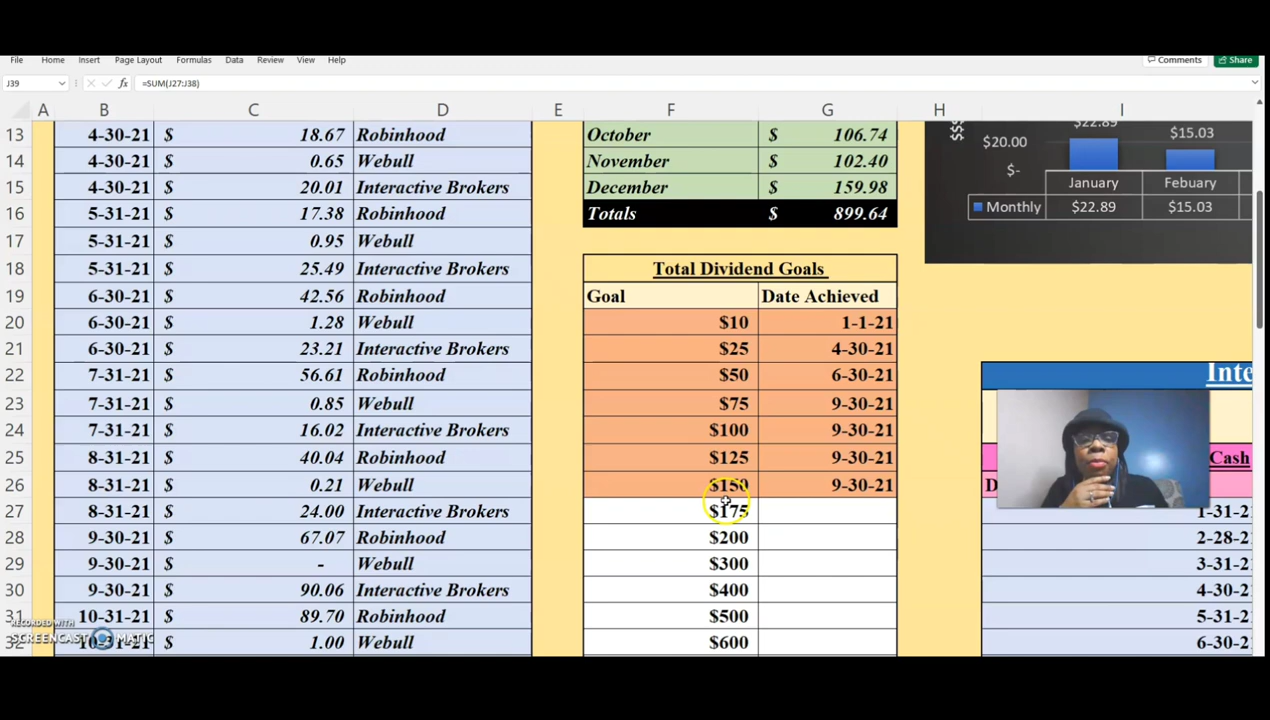 File Home Insert Page Layout Formulas Data Review View Help Comments Share
J39 fx =SUM(J27:J38)
A B C D E F G H I
13 4-30-21 $ 18.67 Robinhood October $ 106.74 $22.89
14 4-30-21 $ 0.65 Webull November $ 102.40 $20.00 $15.03
15 4-30-21 $ 20.01 Interactive Brokers December $ 159.98 $- January Febuary
16 5-31-21 $ 17.38 Robinhood Totals $ 899.64 Monthly $22.89 $15.03
17 5-31-21 $ 0.95 Webull
18 5-31-21 $ 25.49 Interactive Brokers Total Dividend Goals
19 6-30-21 $ 42.56 Robinhood Goal Date Achieved
20 6-30-21 $ 1.28 Webull $10 1-1-21
21 6-30-21 $ 23.21 Interactive Brokers $25 4-30-21
22 7-31-21 $ 56.61 Robinhood $50 6-30-21 Inte
23 7-31-21 $ 0.85 Webull $75 9-30-21
24 7-31-21 $ 16.02 Interactive Brokers $100 9-30-21
25 8-31-21 $ 40.04 Robinhood $125 9-30-21 Cash
26 8-31-21 $ 0.21 Webull $150 9-30-21 D
27 8-31-21 $ 24.00 Interactive Brokers $175 1-31-2
28 9-30-21 $ 67.07 Robinhood $200 2-28-2
29 9-30-21 $ - Webull $300 3-31-2
30 9-30-21 $ 90.06 Interactive Brokers $400 4-30-2
31 10-31-21 $ 89.70 Robinhood $500 5-31-2
RECORDED WITH
SCREENCAST MATIC
32 10-31-21 $ 1.00 Webull $600 6-30-2